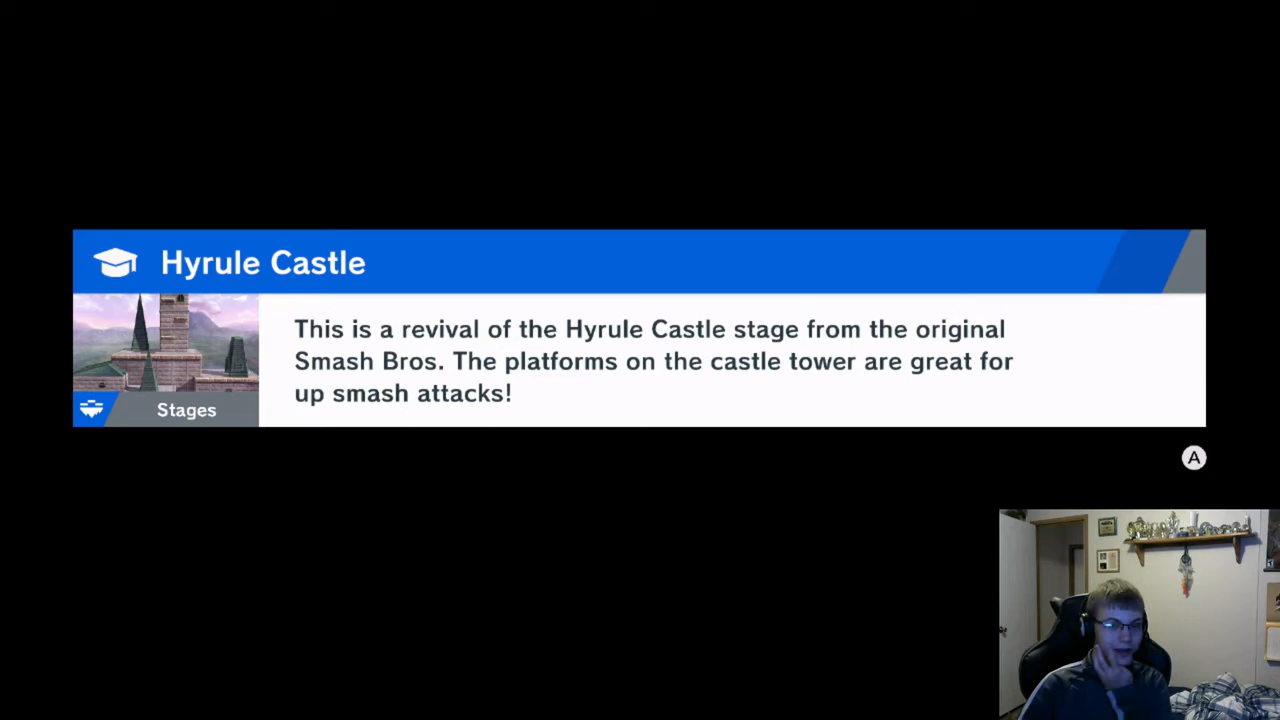 Hyrule Castle
This is a revival of the Hyrule Castle stage from the original
Smash Bros. The platforms on the castle tower are great for
up smash attacks!
Stages
A